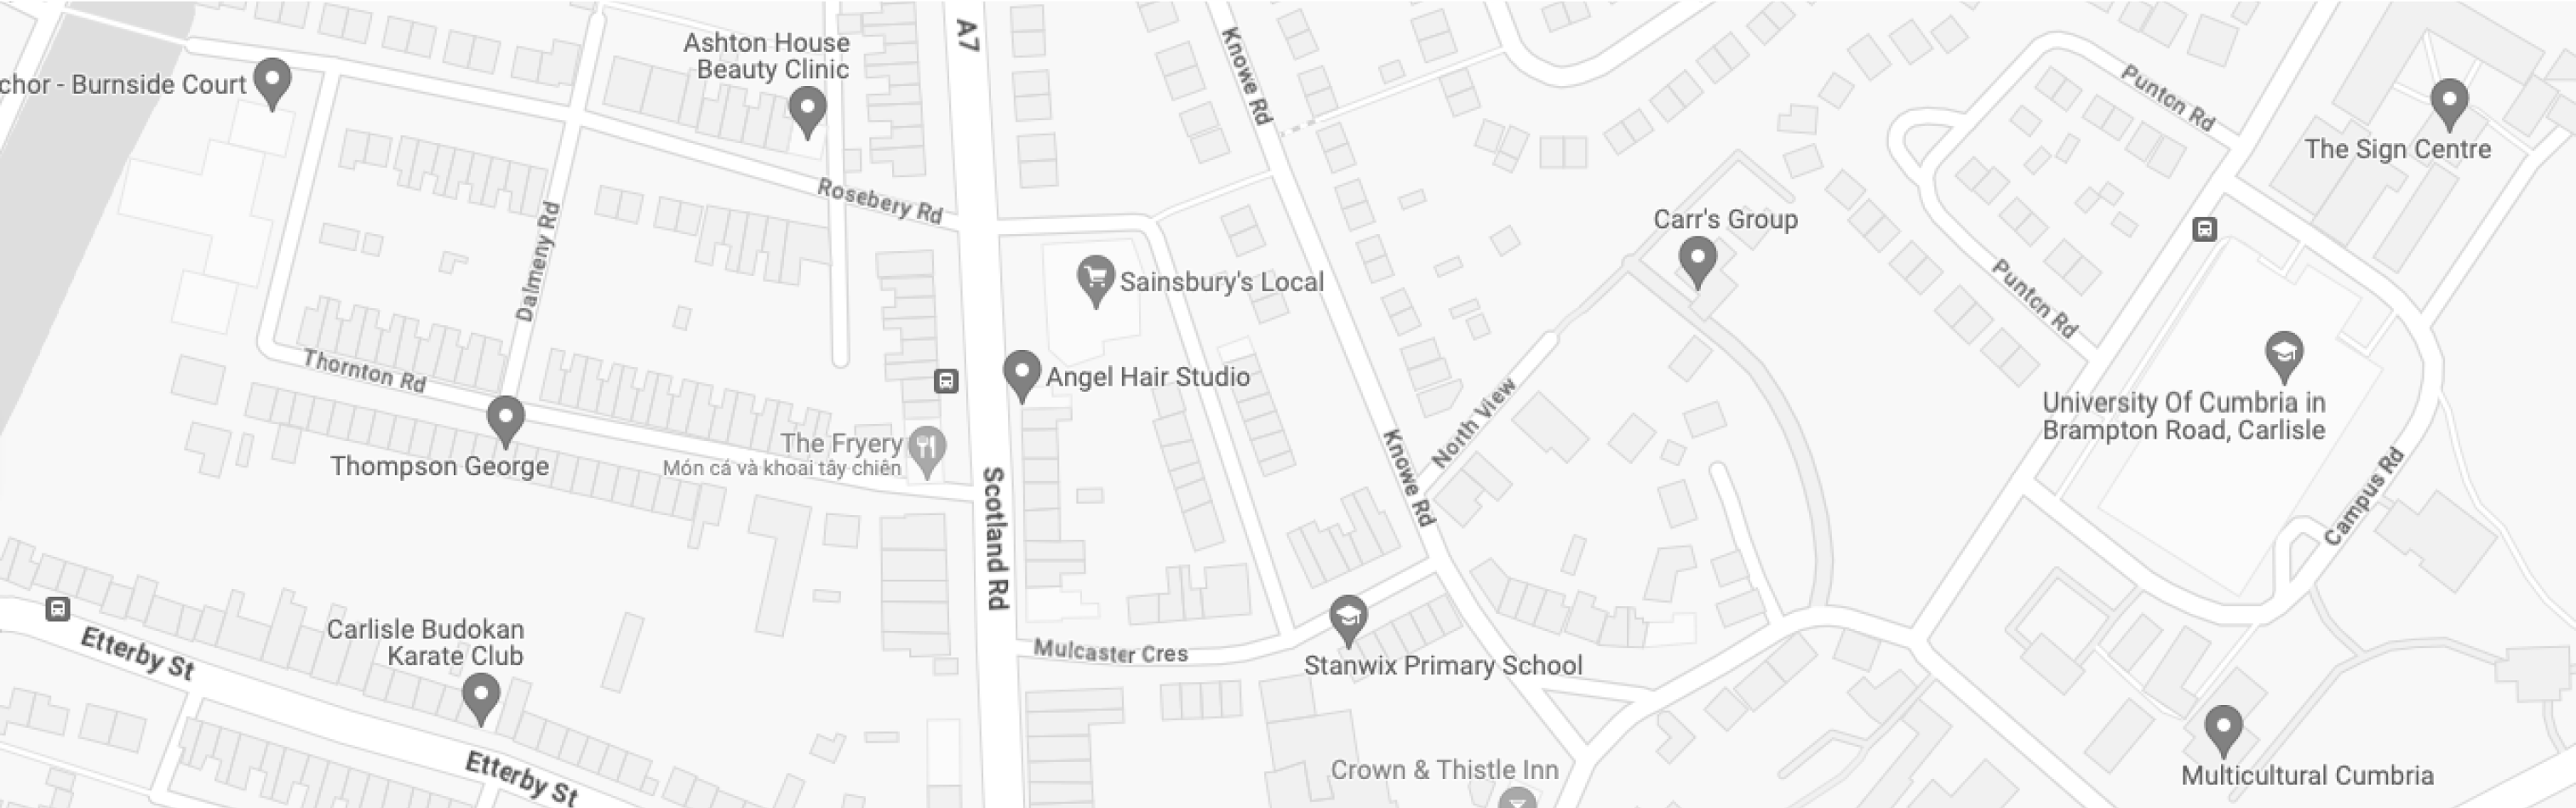 A7
Knowe Rd
Ashton House
Beauty Clinic
chor - Burnside Court
Puntcn Rd
The Sign Centre
Rosebery Rd
Dalmeny Rd
Carr's Group
Sainsbury's Local
Puntcn Rd
Thornton Rd
Angel Hair Studio
University Of Cumbria in
Brampton Road, Carlisle
North View
The Fryery
Món cá và khoai tây chiên
Thompson George
Knowe Rd
Scotland Rd
Campus Rd
Etterby St
Carlisle Budokan
Karate Club
Mulcaster Cres
Stanwix Primary School
Etterby St
Crown & Thistle Inn
Multicultural Cumbria